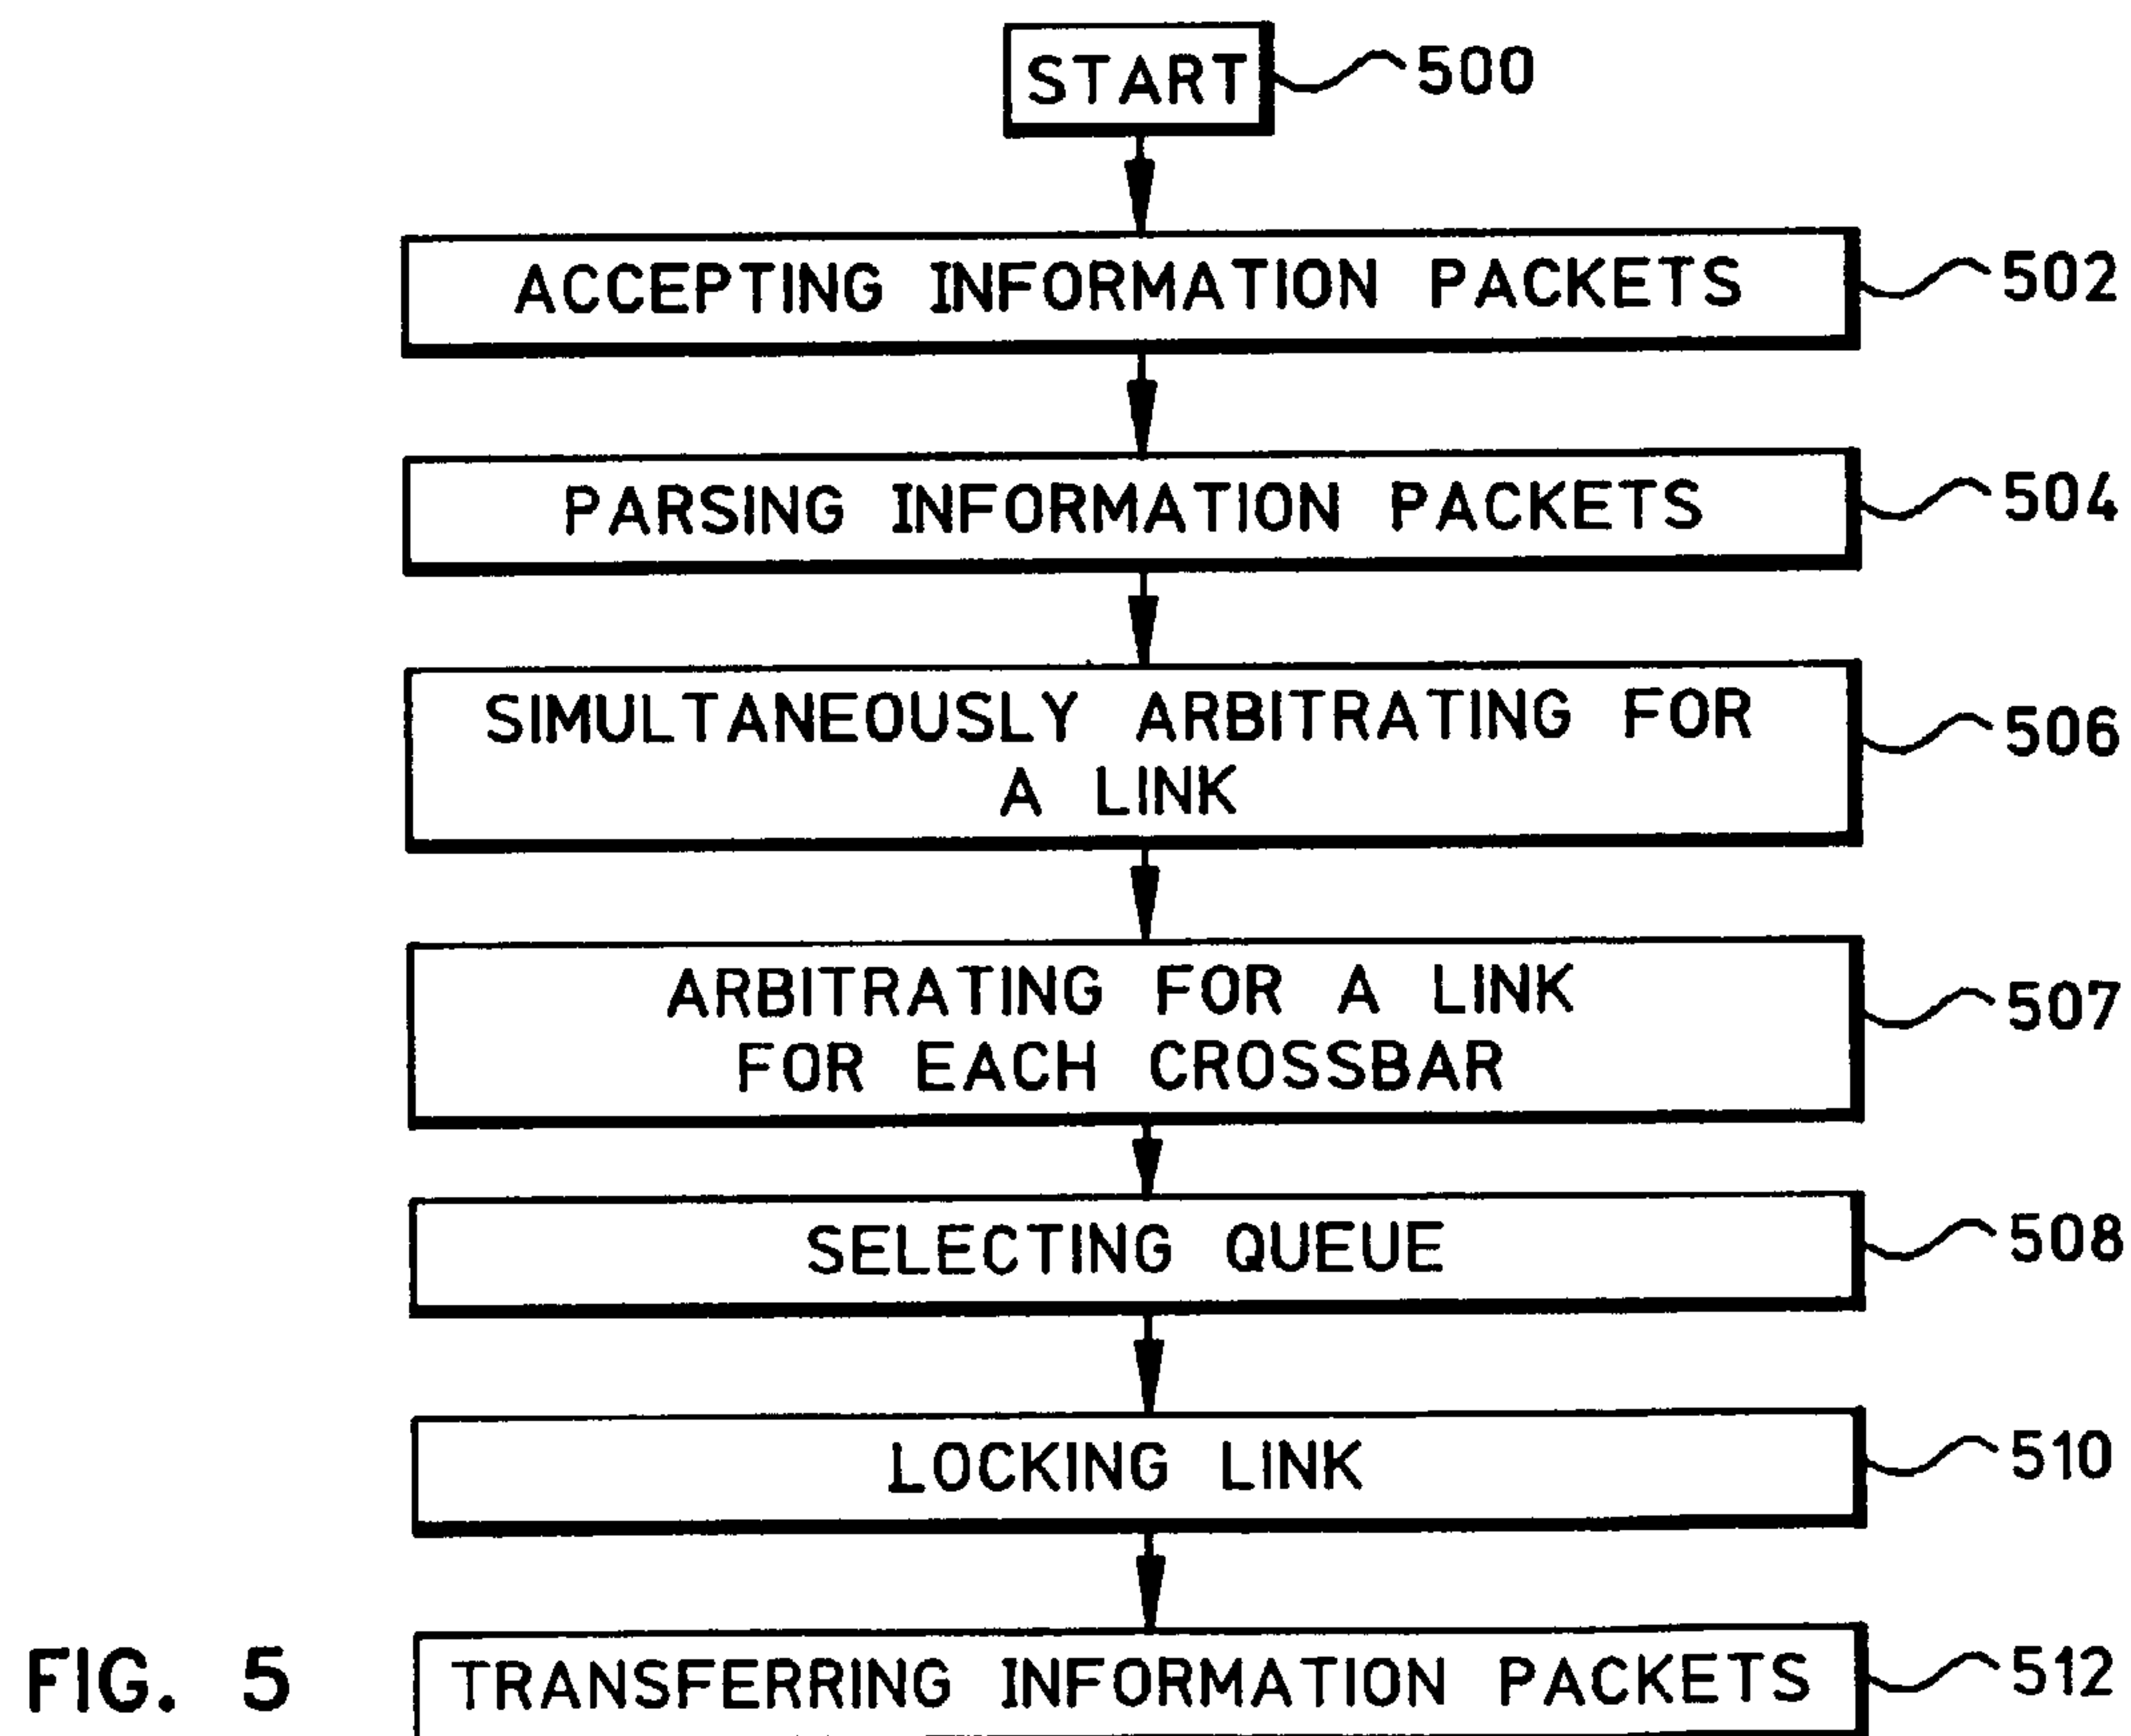 START
500
ACCEPTING INFORMATION PACKETS
502
PARSING INFORMATION PACKETS
504
SIMULTANEOUSLY ARBITRATING FOR
A LINK
506
ARBITRATING FOR A LINK
FOR EACH CROSSBAR
507
SELECTING QUEUE
508
LOCKING LINK
510
TRANSFERRING INFORMATION PACKETS
512
FIG. 5